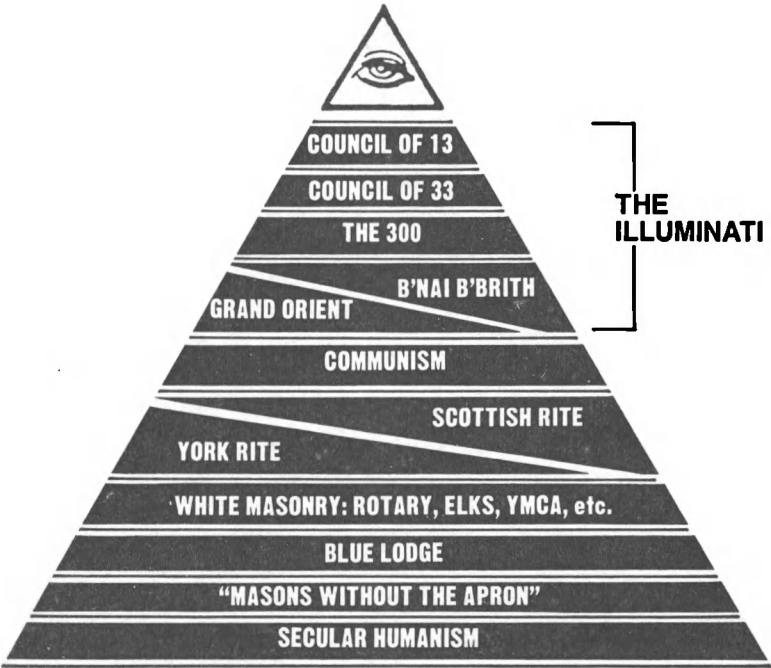 COUNCIL OF 13
COUNCIL OF 33
THE 300
THE
ILLUMINATI
B'NAI B'BRITH
GRAND ORIENT
COMMUNISM
SCOTTISH RITE
YORK RITE
WHITE MASONRY: ROTARY, ELKS, YMCA, etc.
BLUE LODGE
"MASONS WITHOUT THE APRON"
SECULAR HUMANISM